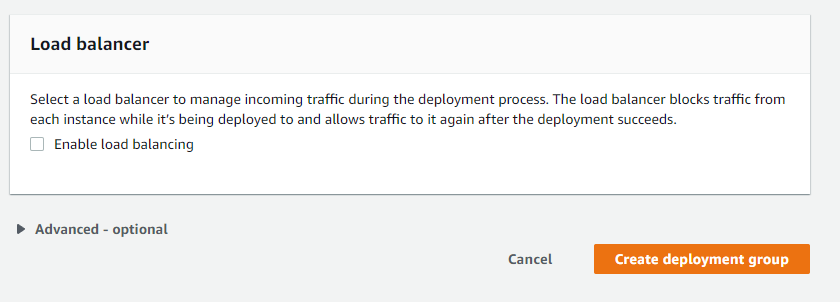 Load balancer
Select a load balancer to manage incoming traffic during the deployment process. The load balancer blocks traffic from
each instance while it's being deployed to and allows traffic to it again after the deployment succeeds.
Enable load balancing
Advanced - optional
Cancel
Create deployment group